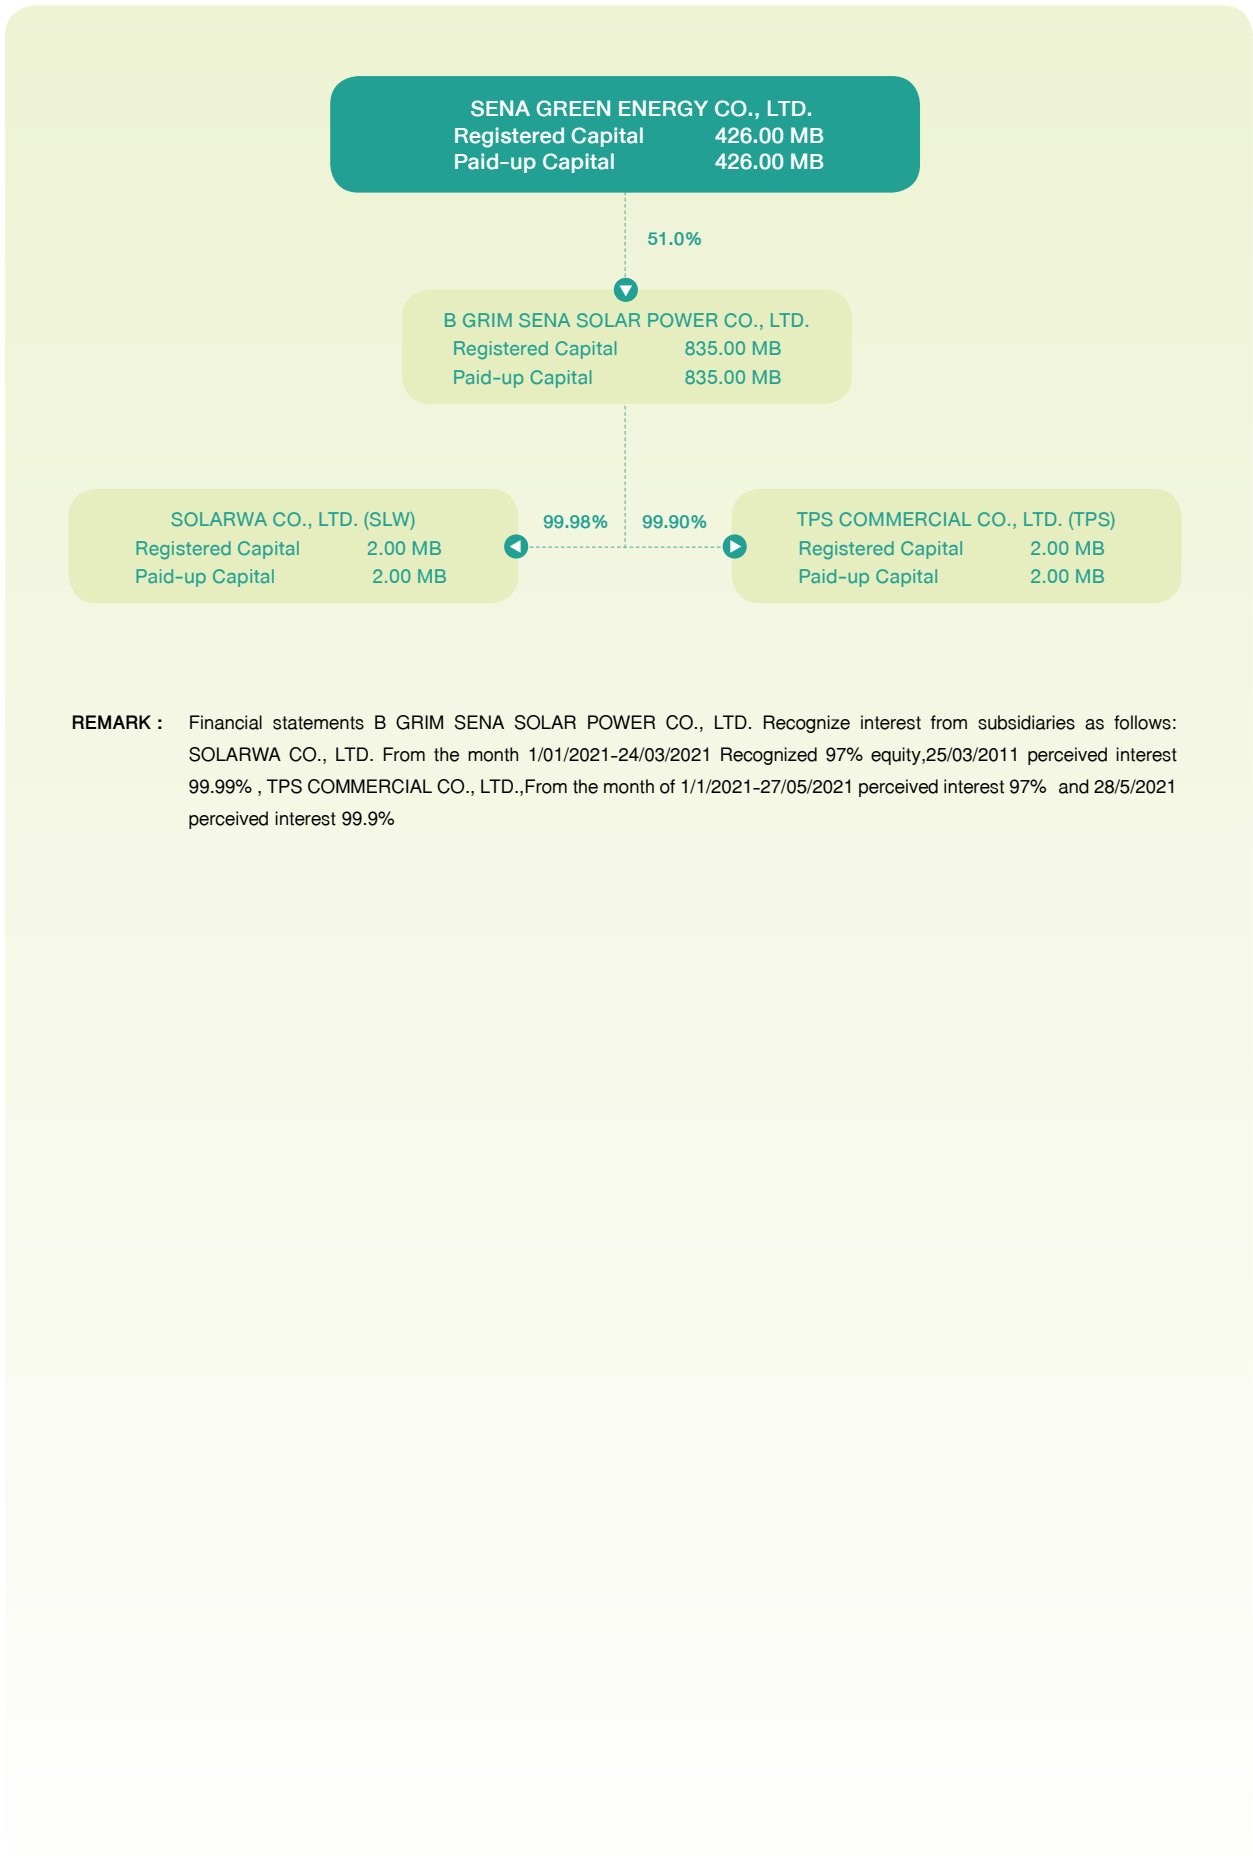 SENA GREEN ENERGY CO., LTD.
Registered Capital 426.00 MB
Paid-up Capital 426.00 MB
51.0%
B GRIM SENA SOLAR POWER CO., LTD.
Registered Capital 835.00 MB
Paid-up Capital 835.00 MB
SOLARWA CO., LTD. (SLW)
Registered Capital 2.00 MB
Paid-up Capital 2.00 MB
99.98%
99.90%
TPS COMMERCIAL CO., LTD. (TPS)
Registered Capital 2.00 MB
Paid-up Capital 2.00 MB
REMARK : Financial statements B GRIM SENA SOLAR POWER CO., LTD. Recognize interest from subsidiaries as follows:
SOLARWA CO., LTD. From the month 1/01/2021-24/03/2021 Recognized 97% equity,25/03/2011 perceived interest
99.99% , TPS COMMERCIAL CO., LTD.,From the month of 1/1/2021-27/05/2021 perceived interest 97% and 28/5/2021
perceived interest 99.9%